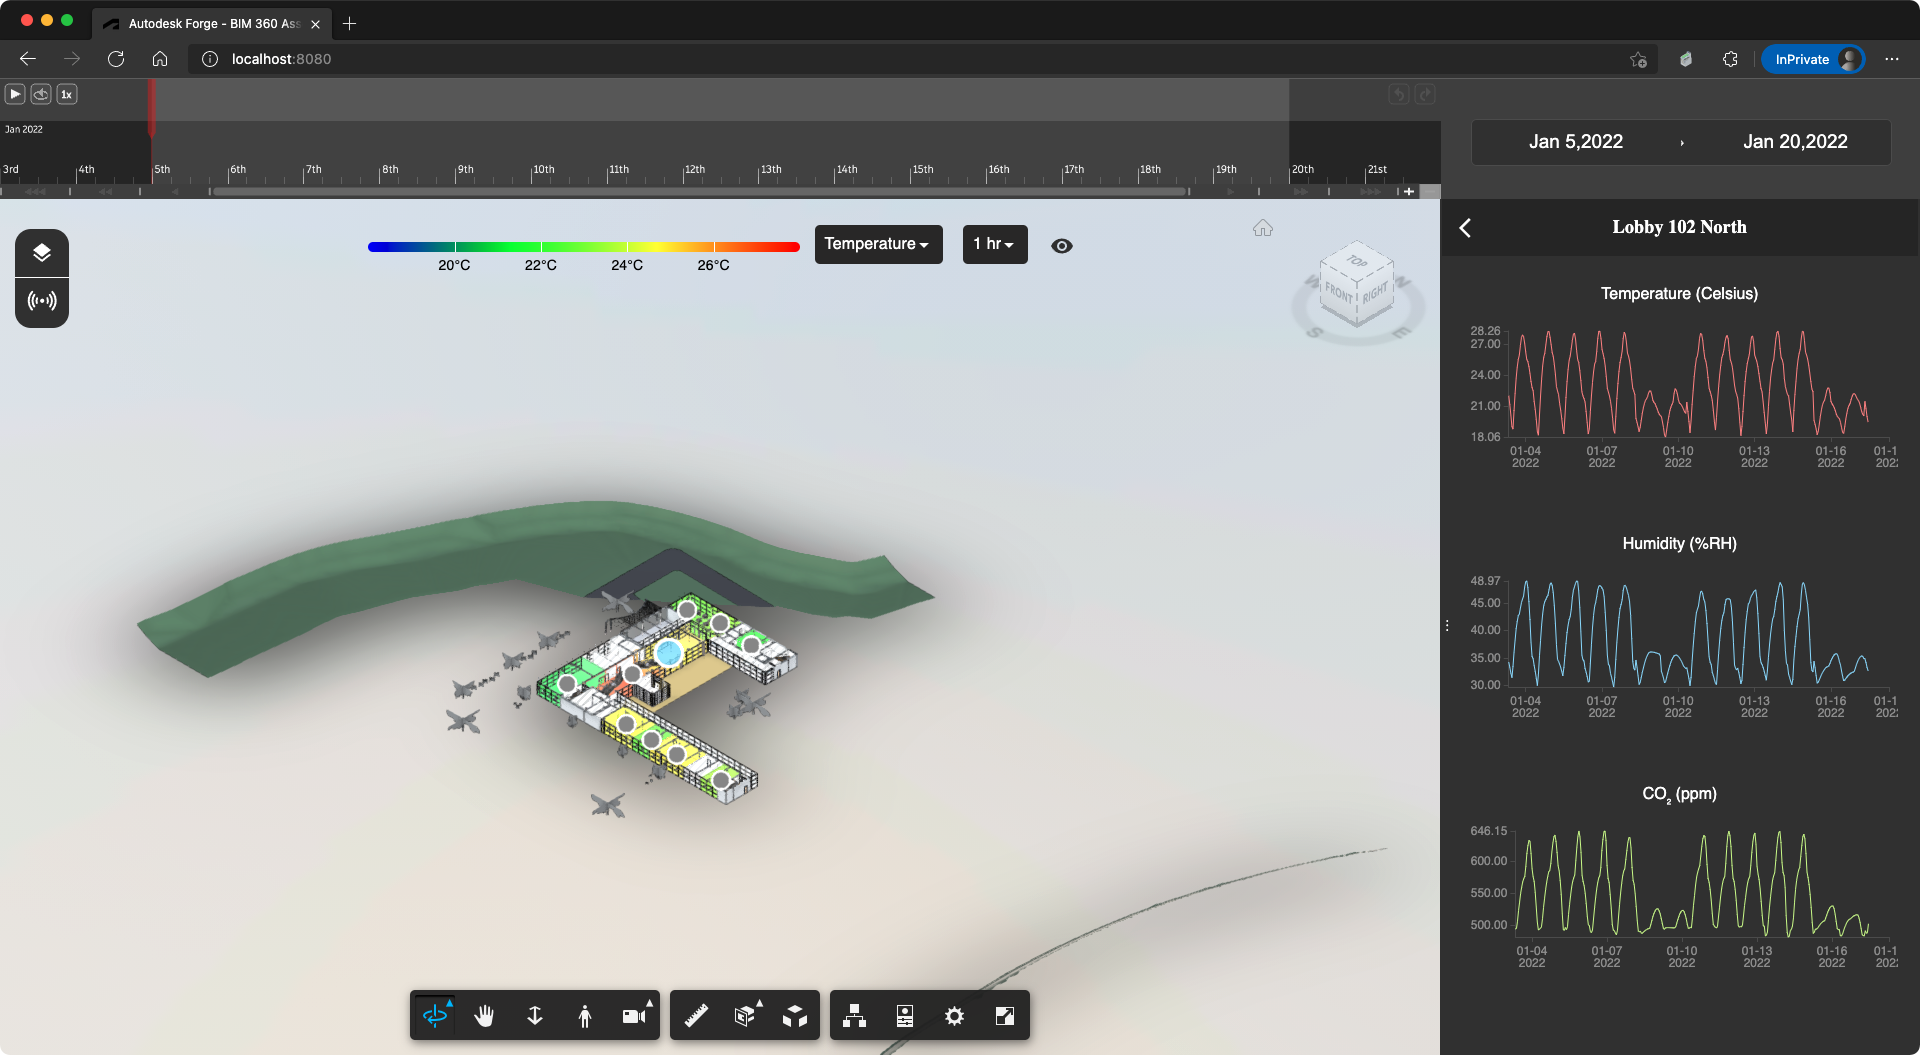 Autodesk Forge - BIM 360 Ass
localhost:8080
InPrivate
1x
Jan 2022
3rd 4th 5th 6th 7th 8th 9th 10th 11th 12th 13th 14th 15th 16th 17th 18th 19th 20th 21st
Jan 5,2022 Jan 20,2022
20°C 22°C 24°C 26°C
Temperature
1 hr
TOP
FRONT RIGHT
W N
S E
Lobby 102 North
Temperature (Celsius)
28.26
27.00
24.00
21.00
18.06
01-04 01-07 01-10 01-13 01-16 01-1
2022 2022 2022 2022 2022 202
Humidity (%RH)
48.97
45.00
40.00
35.00
30.00
01-04 01-07 01-10 01-13 01-16 01-1
2022 2022 2022 2022 2022 202
CO₂ (ppm)
646.15
600.00
550.00
500.00
01-04 01-07 01-10 01-13 01-16 01-1
2022 2022 2022 2022 2022 202